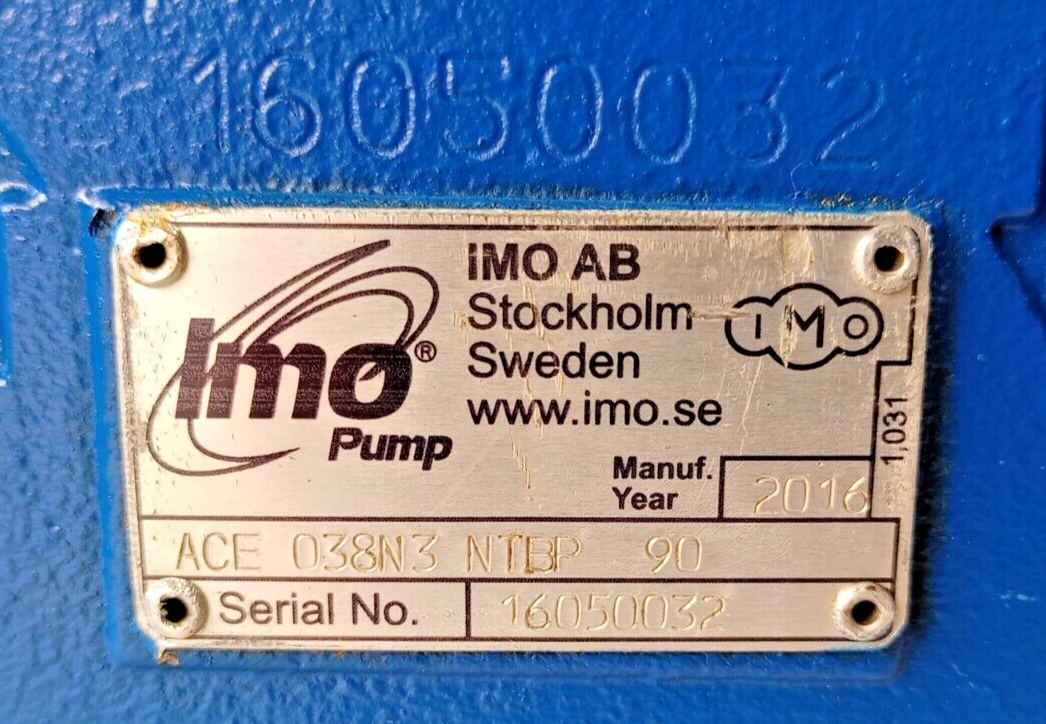 16050032
Imo®
Pump
IMO AB
Stockholm
Sweden
www.imo.se
IMO
1,031
Manuf.
Year
2016
ACE 038N3 NTBP 90
Serial No.
16050032